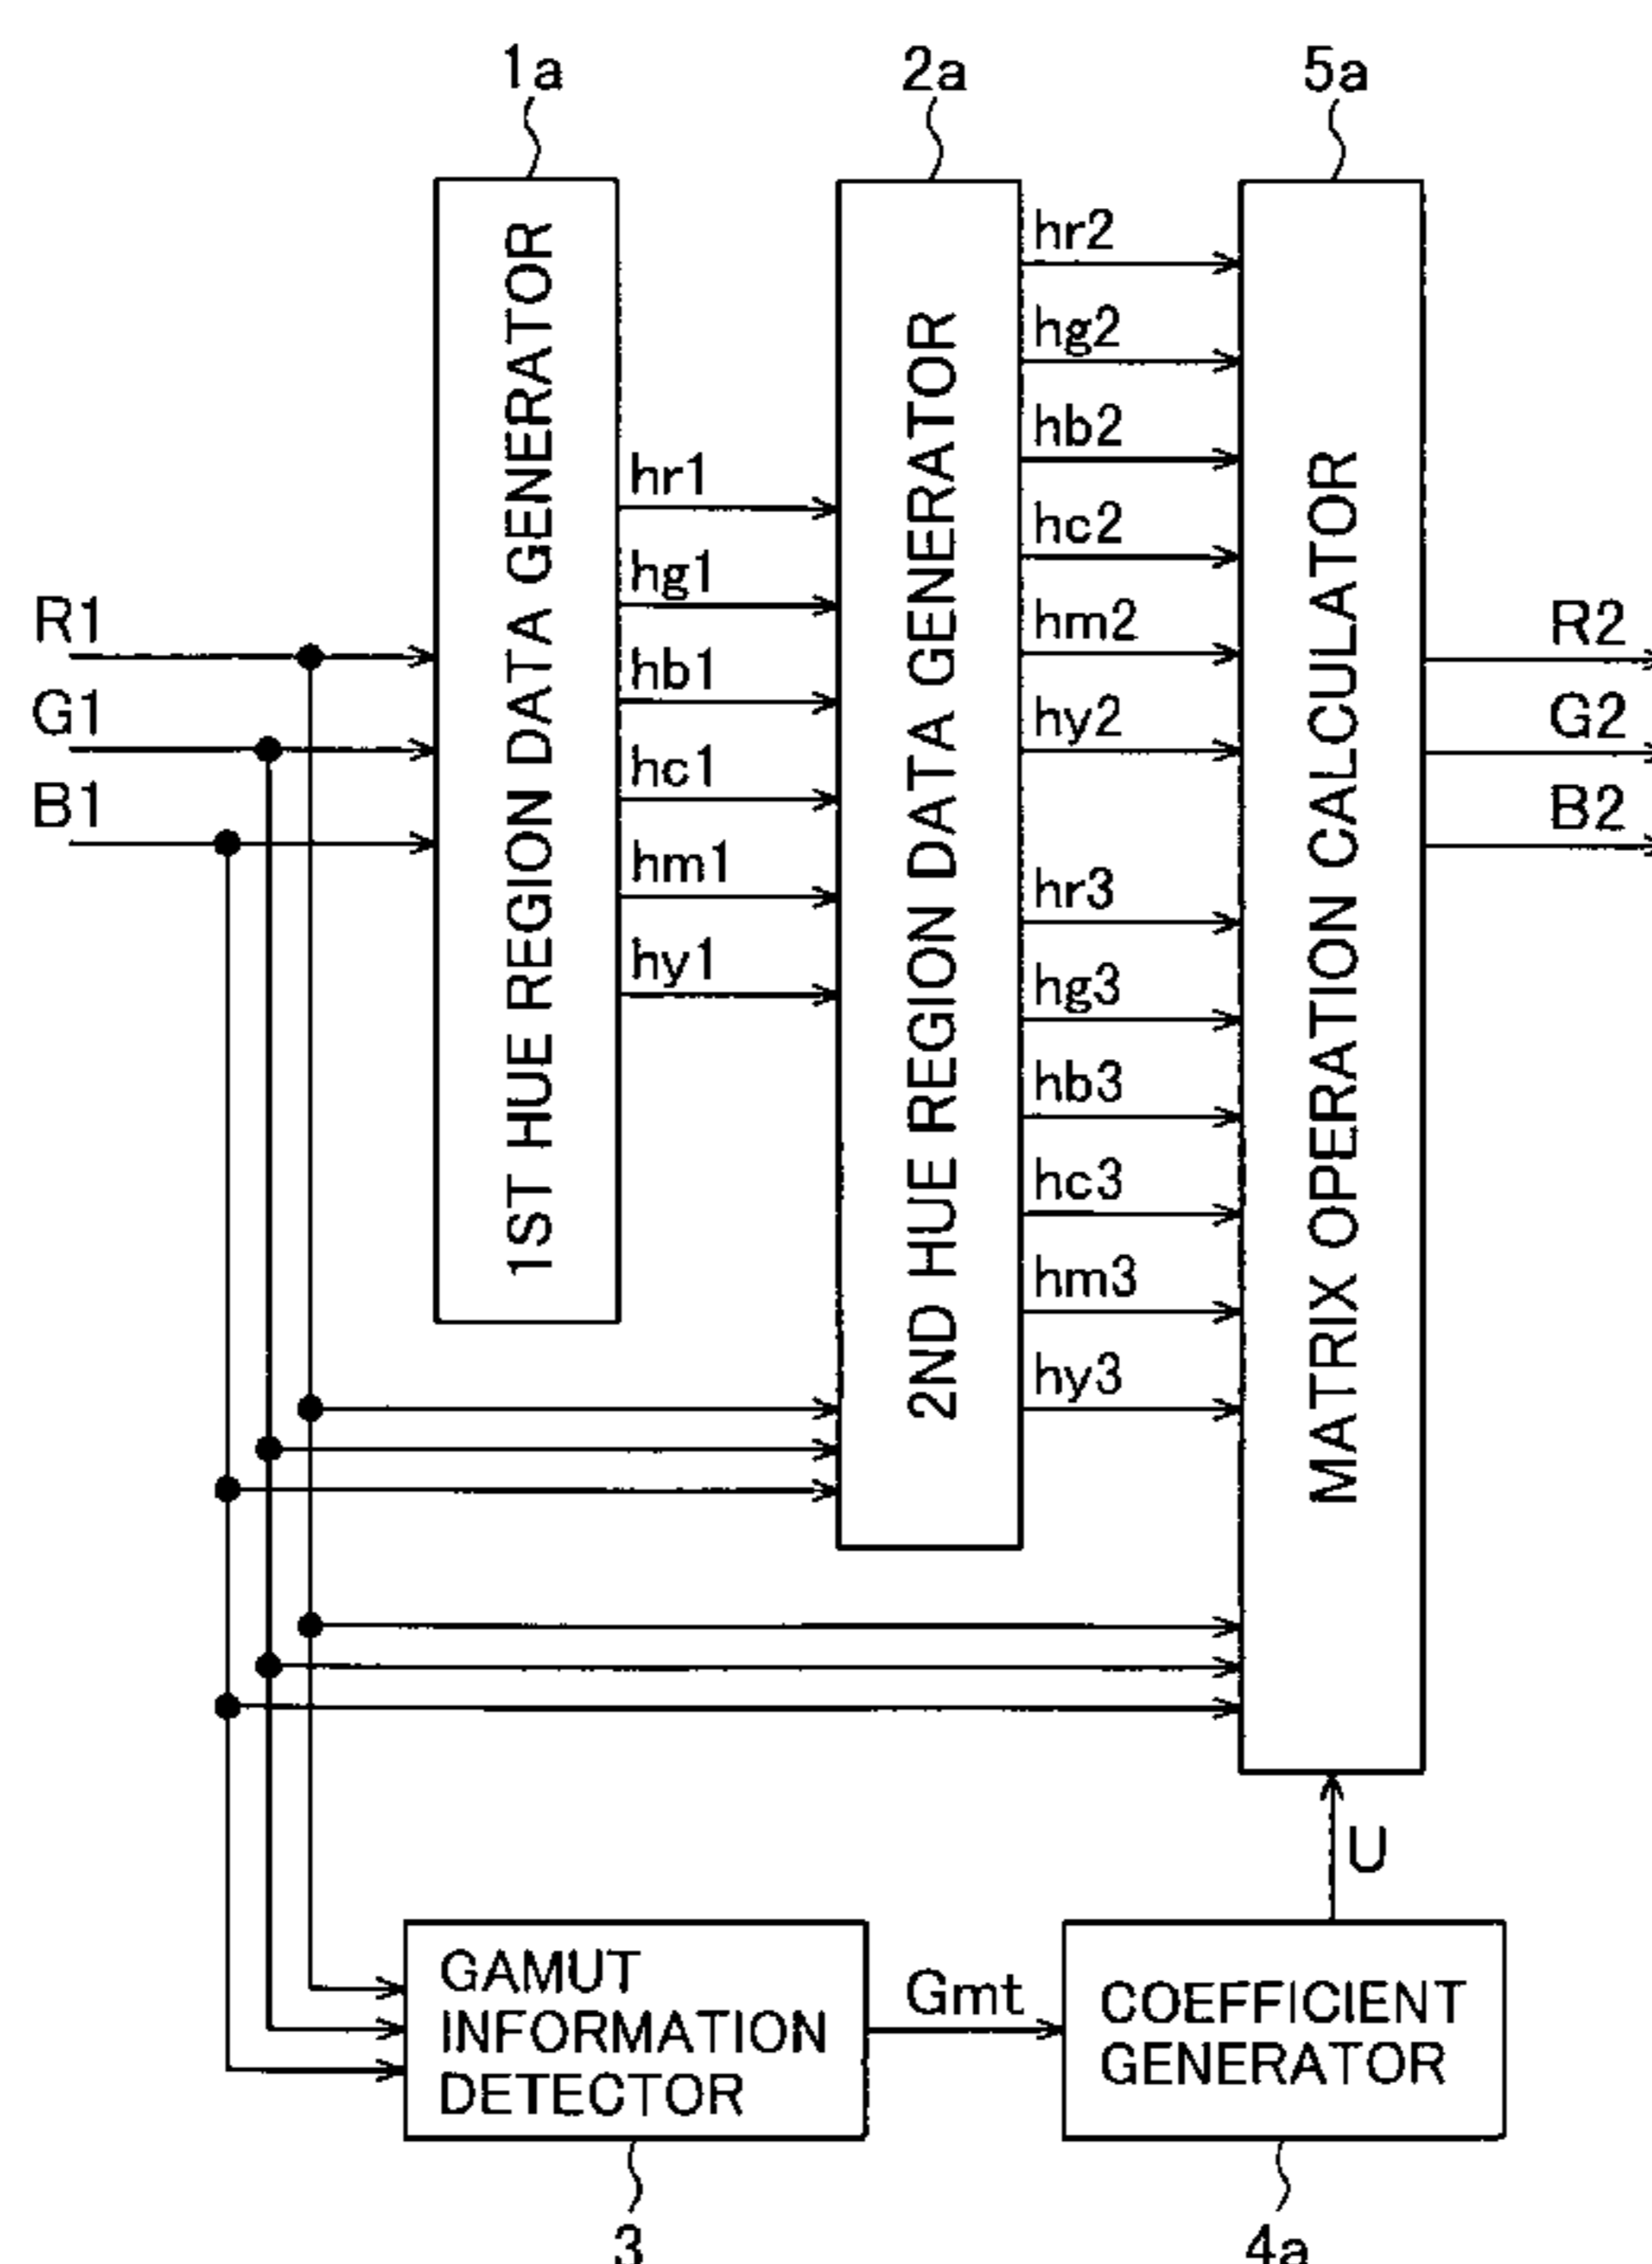 1a
2a
5a
R1
G1
B1
1ST HUE REGION DATA GENERATOR
hr1
hg1
hb1
hc1
hm1
hy1
2ND HUE REGION DATA GENERATOR
hr2
hg2
hb2
hc2
hm2
hy2
hr3
hg3
hb3
hc3
hm3
hy3
MATRIX OPERATION CALCULATOR
R2
G2
B2
U
GAMUT
INFORMATION
DETECTOR
Gmt
COEFFICIENT
GENERATOR
3
4a